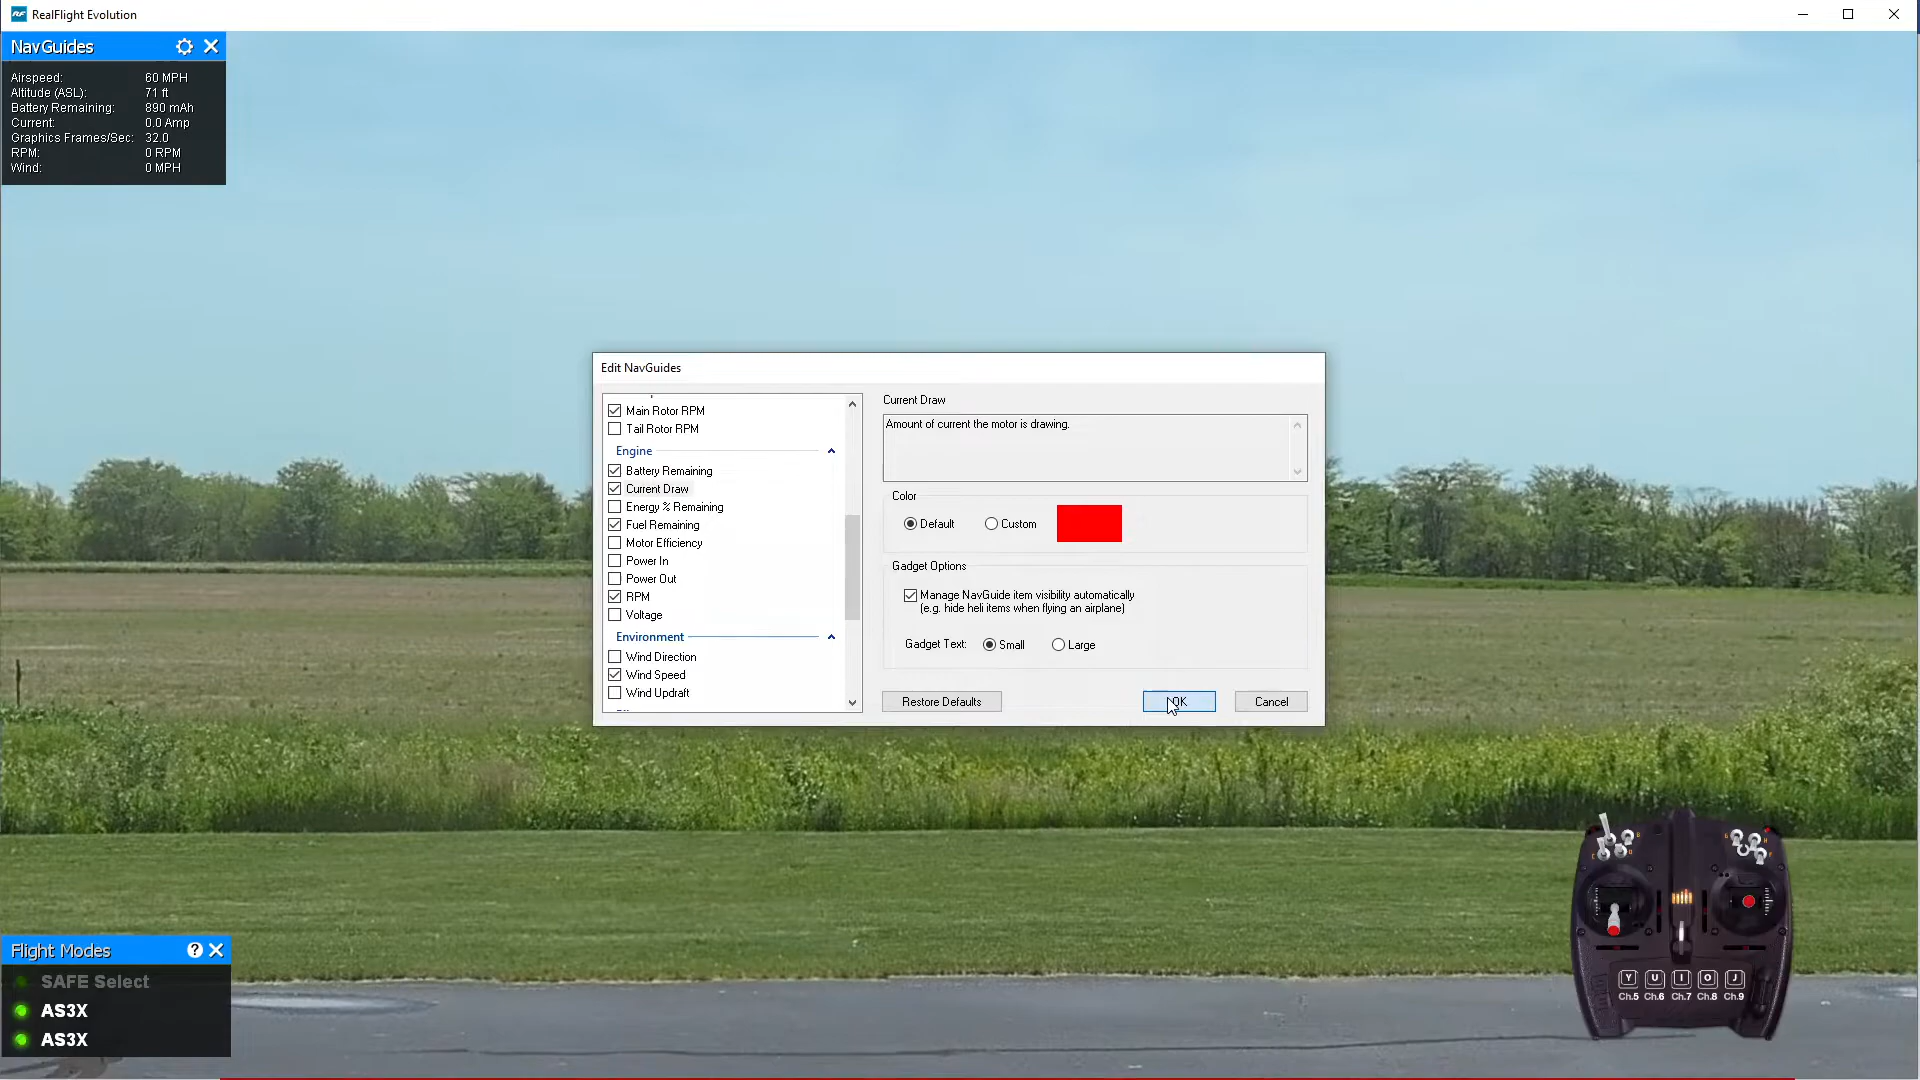 RealFlight Evolution
NavGuides
Airspeed: 60 MPH
Altitude (ASL): 71 ft
Battery Remaining: 890 mAh
Current: 0.0 Amp
Graphics Frames/Sec: 32.0
RPM: 0 RPM
Wind: 0 MPH
Edit NavGuides
Main Rotor RPM
Tail Rotor RPM
Engine
Battery Remaining
Current Draw
Energy % Remaining
Fuel Remaining
Motor Efficiency
Power In
Power Out
RPM
Voltage
Environment
Wind Direction
Wind Speed
Wind Updraft
Current Draw
Amount of current the motor is drawing.
Color
Default Custom
Gadget Options
Manage NavGuide item visibility automatically
(e.g. hide heli items when flying an airplane)
Gadget Text: Small Large
Restore Defaults OK Cancel
Flight Modes ?
SAFE Select
AS3X
AS3X
Y U I O J
Ch.5 Ch.6 Ch.7 Ch.8 Ch.9